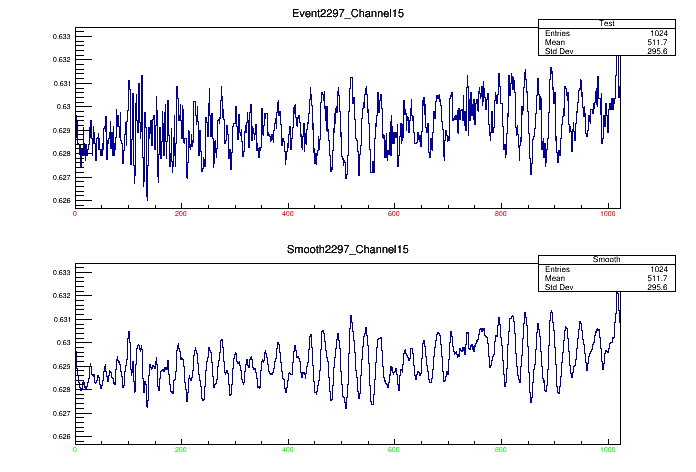 Event2297_Channel15
Test
Entries 1024
Mean 511.7
Std Dev 295.6
0.633
0.632
0.631
0.63
0.629
0.628
0.627
0.626
0 200 400 600 800 1000
Smooth2297_Channel15
Smooth
Entries 1024
Mean 511.7
Std Dev 295.6
0.633
0.632
0.631
0.63
0.629
0.628
0.627
0.626
0 200 400 600 800 1000